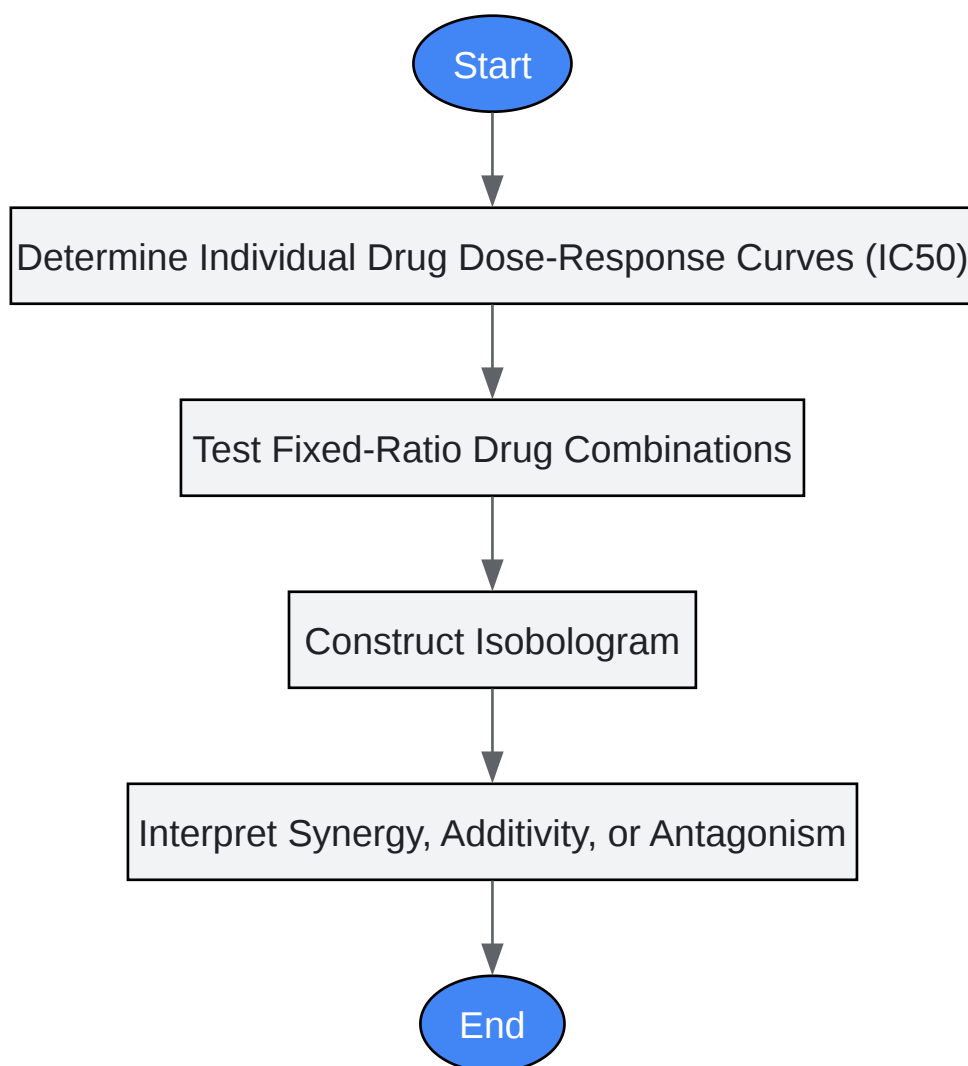 Start
Determine Individual Drug Dose-Response Curves (IC50)
Test Fixed-Ratio Drug Combinations
Construct Isobologram
Interpret Synergy, Additivity, or Antagonism
End